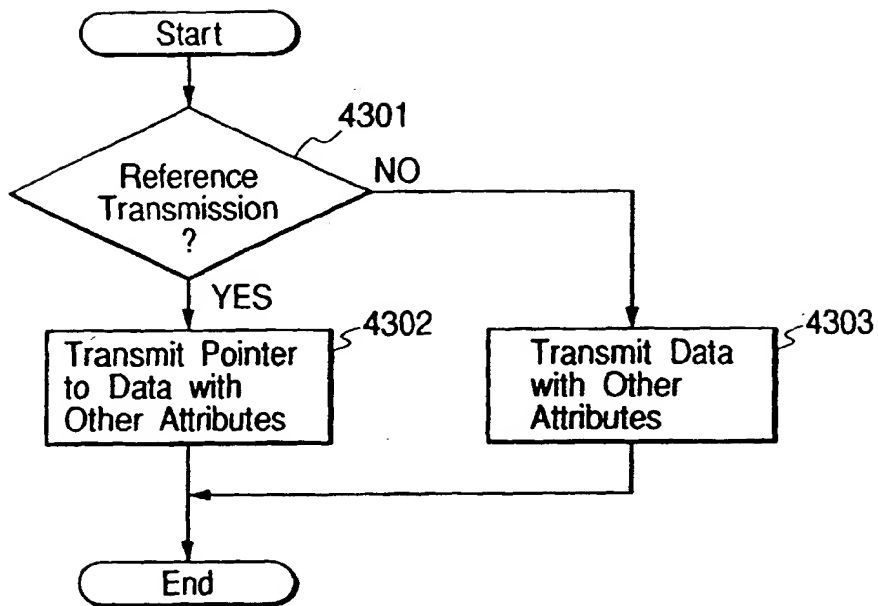 Start
4301
Reference
Transmission
?
NO
YES
4302
Transmit Pointer
to Data with
Other Attributes
4303
Transmit Data
with Other
Attributes
End